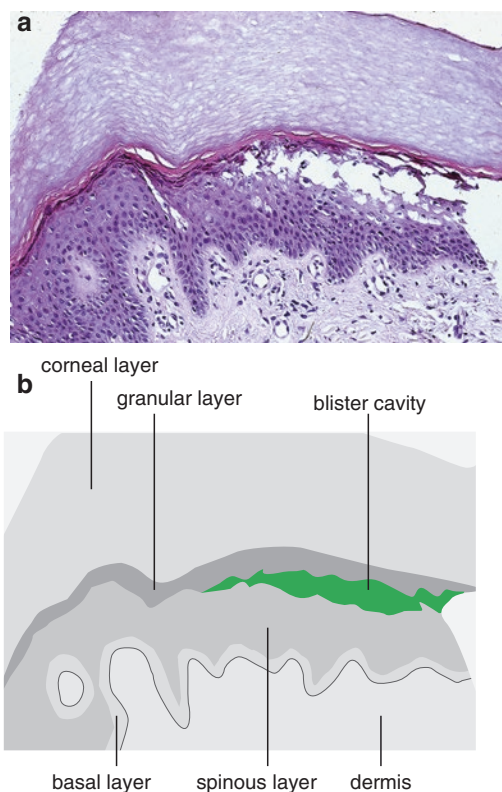 a
b
corneal layer
granular layer
blister cavity
basal layer
spinous layer
dermis